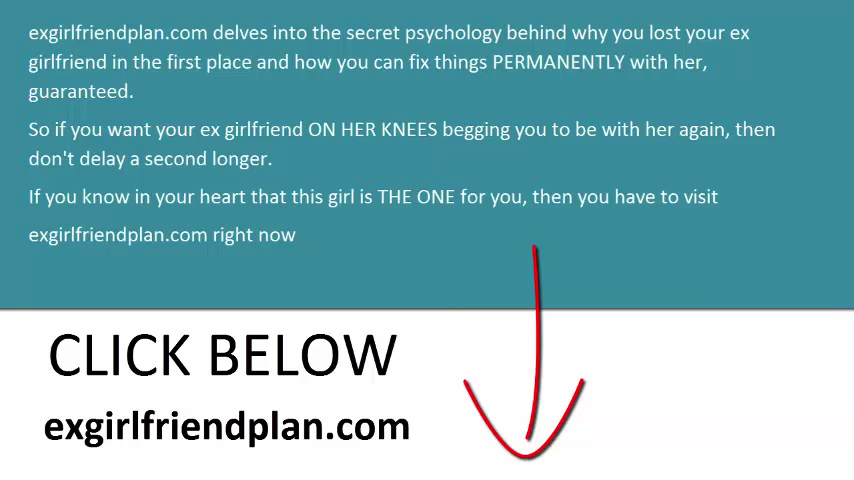 exgirlfriendplan.com delves into the secret psychology behind why you lost your ex
girlfriend in the first place and how you can fix things PERMANENTLY with her,
guaranteed.
So if you want your ex girlfriend ON HER KNEES begging you to be with her again, then
don't delay a second longer.
If you know in your heart that this girl is THE ONE for you, then you have to visit
exgirlfriendplan.com right now
CLICK BELOW
exgirlfriendplan.com